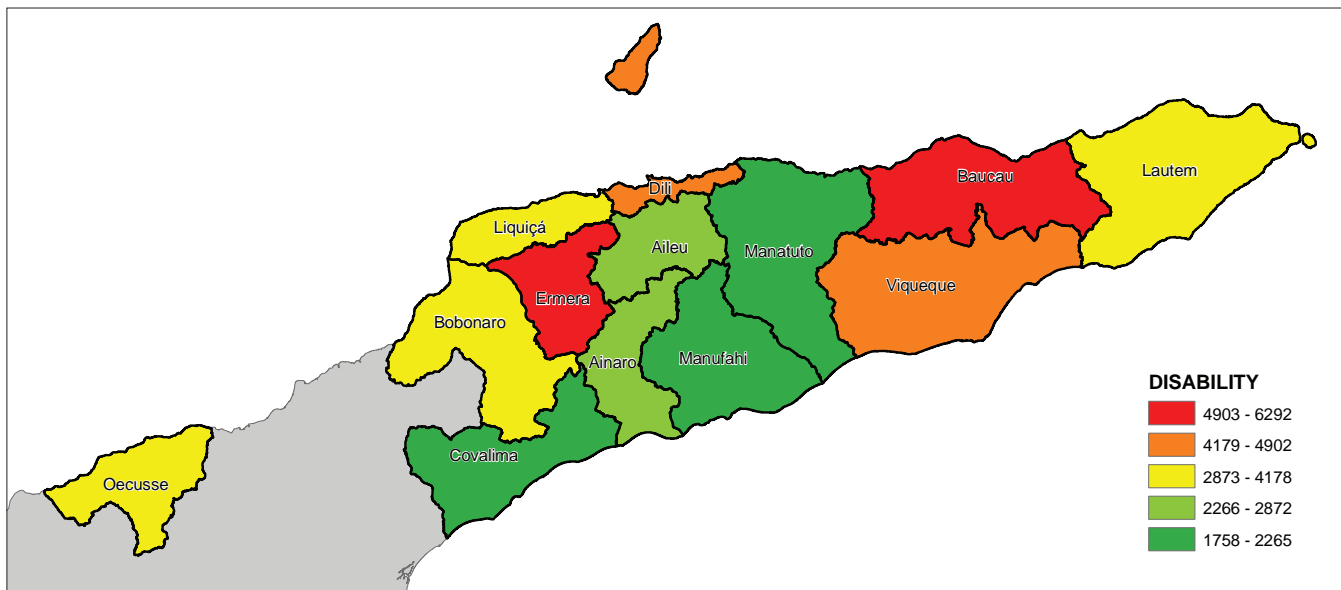 Baucau
Lautem
Dili
Liquiçá
Aileu
Manatuto
Viqueque
Ermera
Bobonaro
Ainaro
Manufahi
Covalima
Oecusse
DISABILITY
4903 - 6292
4179 - 4902
2873 - 4178
2266 - 2872
1758 - 2265